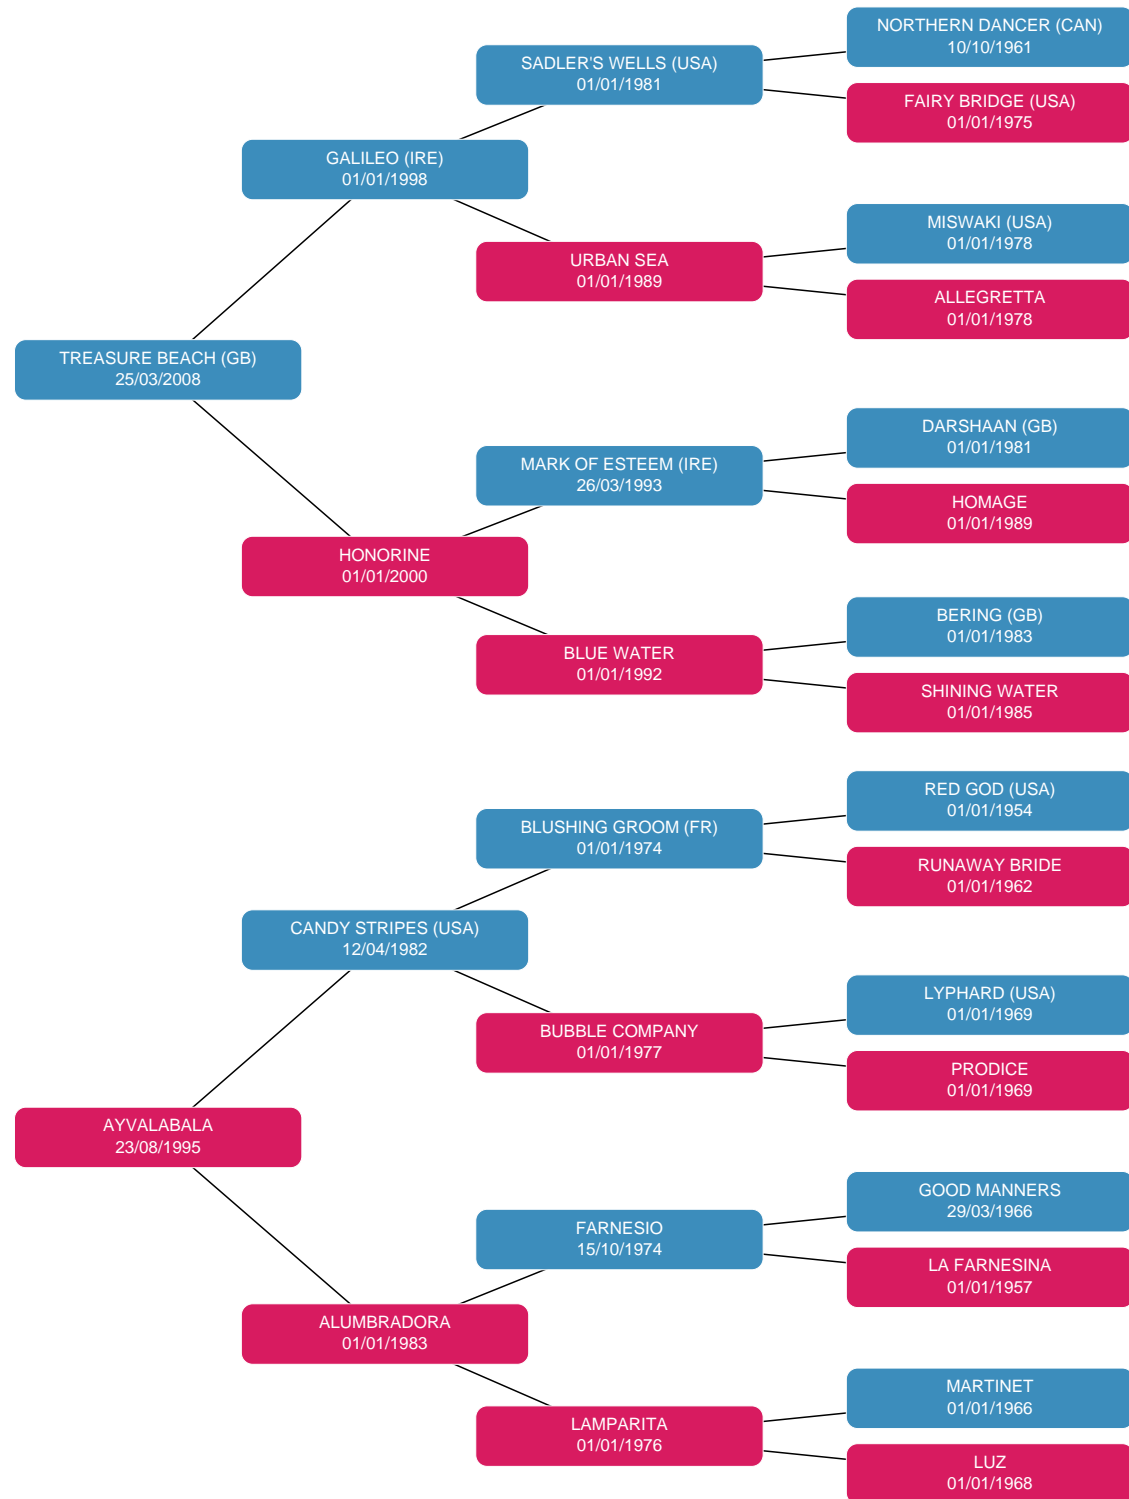 NORTHERN DANCER (CAN)
10/10/1961
SADLER'S WELLS (USA)
01/01/1981
FAIRY BRIDGE (USA)
01/01/1975
GALILEO (IRE)
01/01/1998
MISWAKI (USA)
01/01/1978
URBAN SEA
01/01/1989
ALLEGRETTA
01/01/1978
TREASURE BEACH (GB)
25/03/2008
DARSHAAN (GB)
01/01/1981
MARK OF ESTEEM (IRE)
26/03/1993
HOMAGE
01/01/1989
HONORINE
01/01/2000
BERING (GB)
01/01/1983
BLUE WATER
01/01/1992
SHINING WATER
01/01/1985
RED GOD (USA)
01/01/1954
BLUSHING GROOM (FR)
01/01/1974
RUNAWAY BRIDE
01/01/1962
CANDY STRIPES (USA)
12/04/1982
LYPHARD (USA)
01/01/1969
BUBBLE COMPANY
01/01/1977
PRODICE
01/01/1969
AYVALABALA
23/08/1995
GOOD MANNERS
29/03/1966
FARNESIO
15/10/1974
LA FARNESINA
01/01/1957
ALUMBRADORA
01/01/1983
MARTINET
01/01/1966
LAMPARITA
01/01/1976
LUZ
01/01/1968